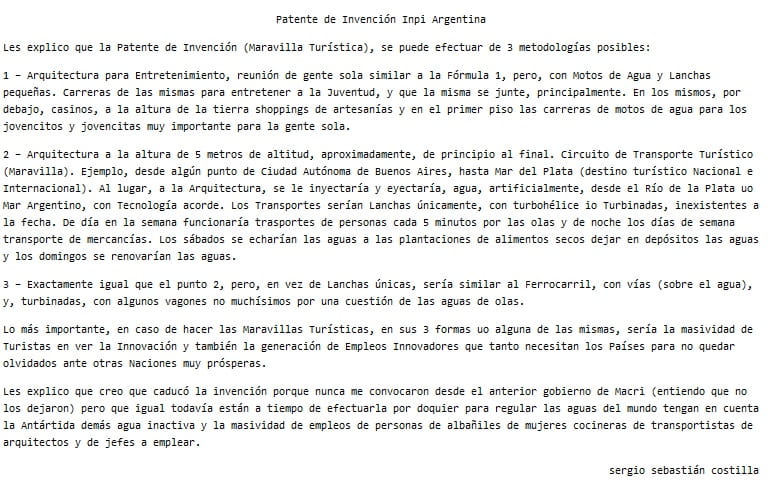 Patente de Invención Inpi Argentina
Les explico que la Patente de Invención (Maravilla Turística), se puede efectuar de 3 metodologías posibles:
1 - Arquitectura para Entretenimiento, reunión de gente sola similar a la Fórmula 1, pero, con Motos de Agua y Lanchas
pequeñas. Carreras de las mismas para entretener a la Juventud, y que la misma se junte, principalmente. En los mismos, por
debajo, casinos, a la altura de la tierra shoppings de artesanías y en el primer piso las carreras de motos de agua para los
jovencitos y jovencitas muy importante para la gente sola.
2 - Arquitectura a la altura de 5 metros de altitud, aproximadamente, de principio al final. Circuito de Transporte Turístico
(Maravilla). Ejemplo, desde algún punto de Ciudad Autónoma de Buenos Aires, hasta Mar del Plata (destino turístico Nacional e
Internacional). Al lugar, a la Arquitectura, se le inyectaría y eyectaría, agua, artificialmente, desde el Río de la Plata uo
Mar Argentino, con Tecnología acorde. Los Transportes serían Lanchas únicamente, con turbohélice io Turbinadas, inexistentes a
la fecha. De día en la semana funcionaría trasportes de personas cada 5 minutos por las olas y de noche los días de semana
transporte de mercancías. Los sábados se echarían las aguas a las plantaciones de alimentos secos dejar en depósitos las aguas
y los domingos se renovarían las aguas.
3 - Exactamente igual que el punto 2, pero, en vez de Lanchas únicas, sería similar al Ferrocarril, con vías (sobre el agua),
y, turbinadas, con algunos vagones no muchísimos por una cuestión de las aguas de olas.
Lo más importante, en caso de hacer las Maravillas Turísticas, en sus 3 formas uo alguna de las mismas, sería la masividad de
Turistas en ver la Innovación y también la generación de Empleos Innovadores que tanto necesitan los Países para no quedar
olvidados ante otras Naciones muy prósperas.
Les explico que creo que caducó la invención porque nunca me convocaron desde el anterior gobierno de Macri (entiendo que no
los dejaron) pero que igual todavía están a tiempo de efectuarla por doquier para regular las aguas del mundo tengan en cuenta
la Antártida demás agua inactiva y la masividad de empleos de personas de albañiles de mujeres cocineras de transportistas de
arquitectos y de jefes a emplear.
sergio sebastián costilla